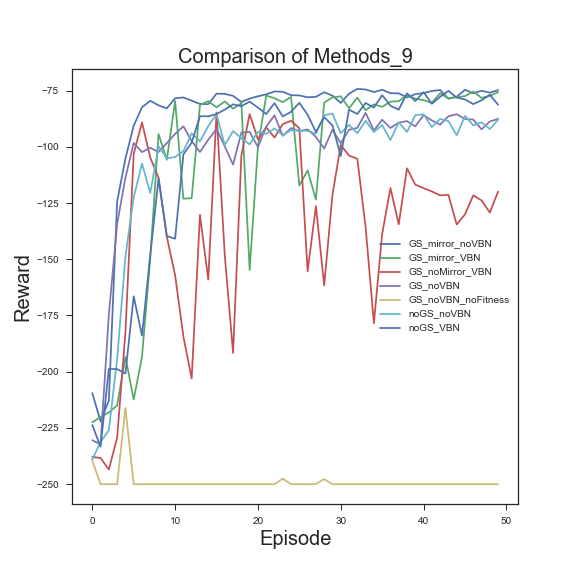 Comparison of Methods_9
Reward
−75
−100
−125
−150
−175
−200
−225
−250
GS_mirror_noVBN
GS_mirror_VBN
GS_noMirror_VBN
GS_noVBN
GS_noVBN_noFitness
noGS_noVBN
noGS_VBN
0
10
20
30
40
50
Episode